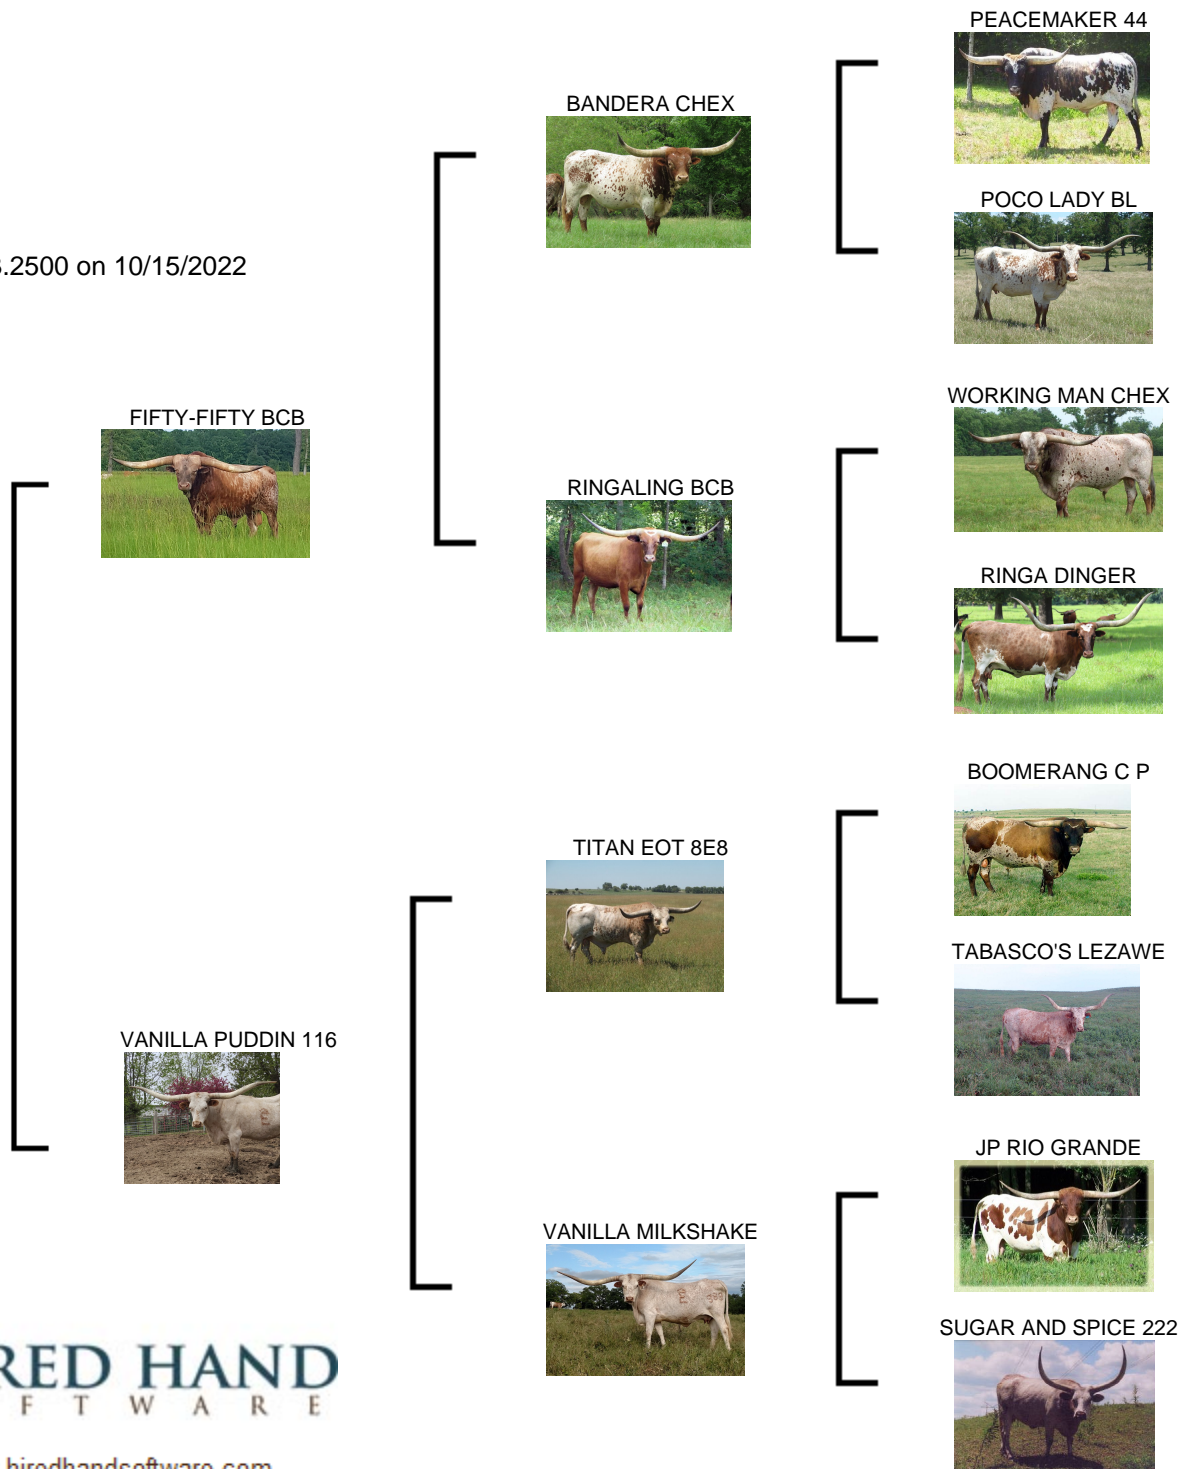 PEACEMAKER 44
BANDERA CHEX
POCO LADY BL
.2500 on 10/15/2022
WORKING MAN CHEX
FIFTY-FIFTY BCB
RINGALING BCB
RINGA DINGER
BOOMERANG C P
TITAN EOT 8E8
TABASCO'S LEZAWE
VANILLA PUDDIN 116
JP RIO GRANDE
VANILLA MILKSHAKE
SUGAR AND SPICE 222
RED HAND
F T W A R E
hiredhandsoftware.com